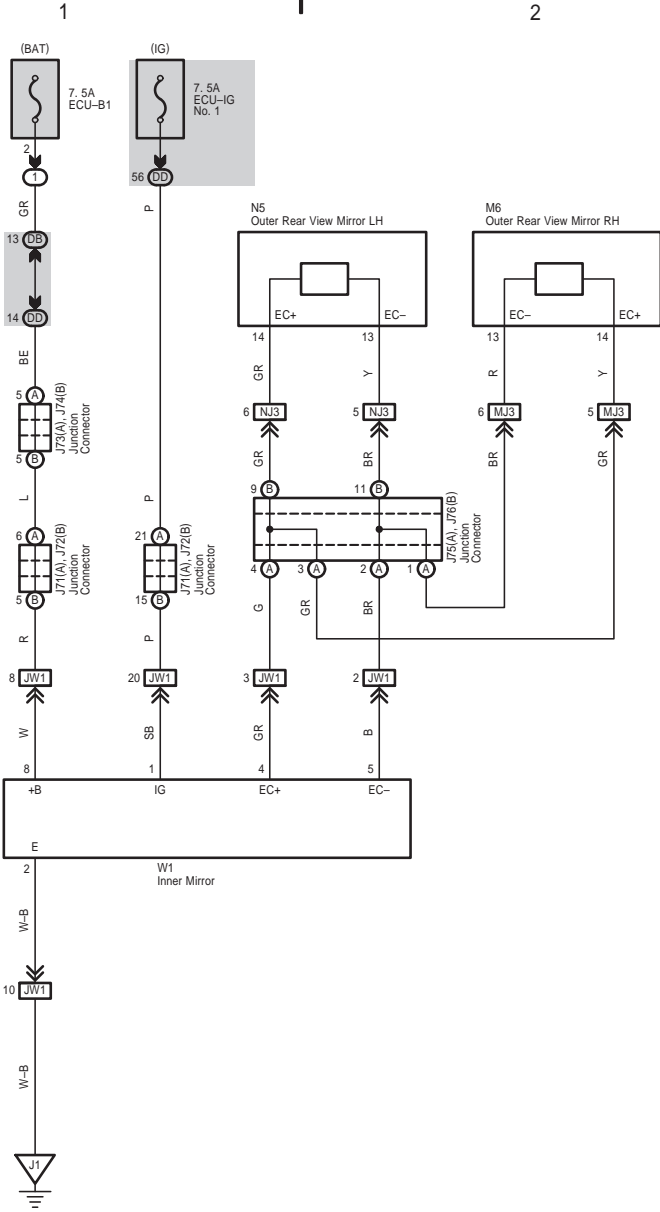 1
2
(BAT)
(IG)
7. 5A
ECU–B1
7. 5A
ECU–IG
No. 1
2
1
56 DD
GR
P
13 DB
14 DD
N5
Outer Rear View Mirror LH
M6
Outer Rear View Mirror RH
EC+
EC–
EC–
EC+
14
13
13
14
BE
GR
Y
R
Y
5 A
J73(A), J74(B)
Junction
Connector
5 B
6 NJ3
5 NJ3
6 MJ3
5 MJ3
GR
BR
BR
GR
L
P
9 B
11 B
J75(A), J76(B)
Junction
Connector
6 A
J71(A), J72(B)
Junction
Connector
5 B
21 A
J71(A), J72(B)
Junction
Connector
15 B
4 A
3 A
2 A
1 A
R
P
G
GR
BR
8 JW1
20 JW1
3 JW1
2 JW1
W
SB
GR
B
8
1
4
5
+B
IG
EC+
EC–
E
2
W1
Inner Mirror
W–B
10 JW1
W–B
J1